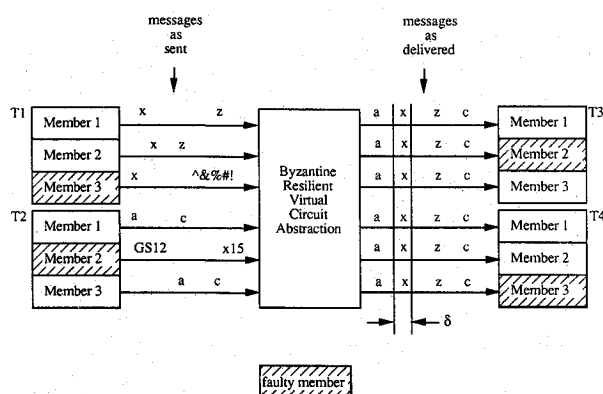 messages
as
sent
messages
as
delivered
T1
Member 1
x z
a x z c
Member 1
T3
Member 2
x z
a x z c
Member 2
Member 3
x ^&%#!
a x z c
Member 3
Byzantine
Resilient
Virtual
Circuit
Abstraction
T2
Member 1
a c
a x z c
Member 1
T4
Member 2
GS12 x15
a x z c
Member 2
Member 3
a c
a x z c
Member 3
δ
faulty member